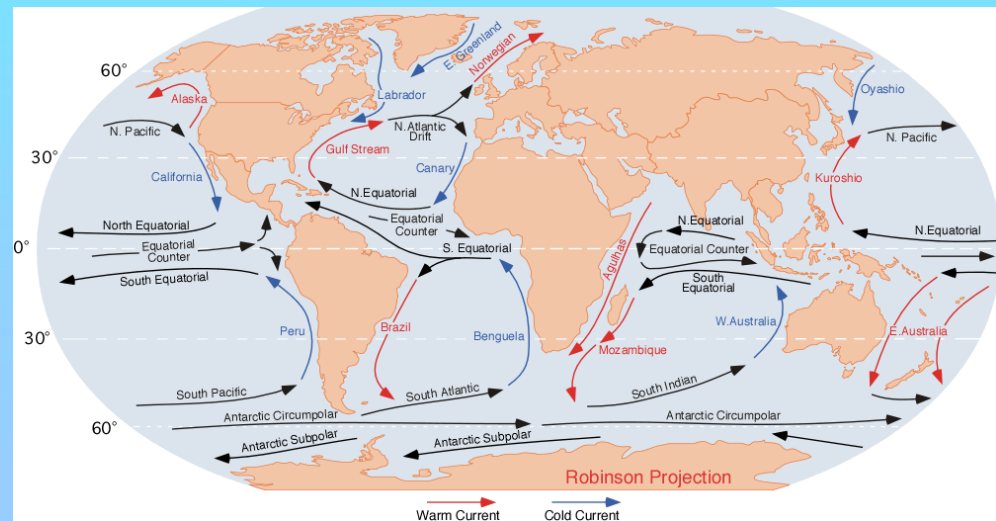 E. Greenland
Norwegian
60°
Alaska
Labrador
Oyashio
N. Pacific
N.Atlantic
Drift
N. Pacific
Gulf Stream
30°
California
Canary
Kuroshio
N.Equatorial
North Equatorial
Equatorial
Counter
N.Equatorial
N.Equatorial
0°
Equatorial
Counter
S. Equatorial
Equatorial Counter
South Equatorial
Agulhas
South
Equatorial
Peru
Brazil
Benguela
W.Australia
E.Australia
30°
Mozambique
South Pacific
South Atlantic
South Indian
Antarctic Circumpolar
Antarctic Circumpolar
60°
Antarctic Subpolar
Antarctic Subpolar
Robinson Projection
Warm Current
Cold Current